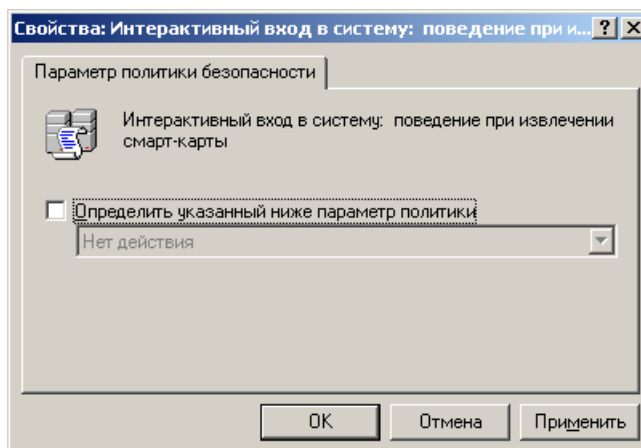 Свойства: Интерактивный вход в систему: поведение при и...
Параметр политики безопасности
Интерактивный вход в систему: поведение при извлечении
смарт-карты
Определить указанный ниже параметр политики
Нет действия
OK Отмена Применить